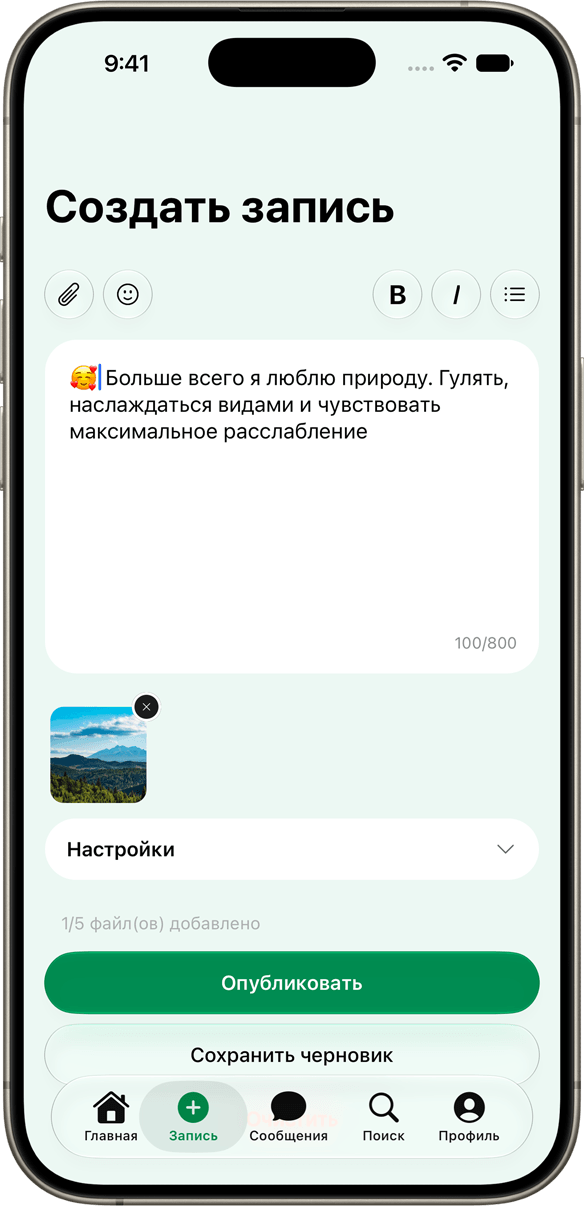 9:41
Создать запись
B I
🥰Больше всего я люблю природу. Гулять,
наслаждаться видами и чувствовать
максимальное расслабление
100/800
Настройки
1/5 файл(ов) добавлено
Опубликовать
Сохранить черновик
Главная Запись Сообщения Поиск Профиль